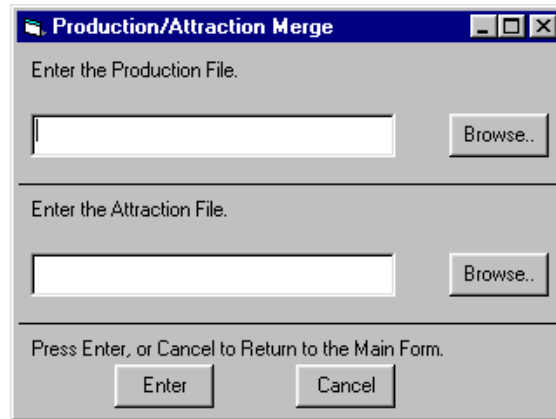 Production/Attraction Merge
Enter the Production File.
Browse..
Enter the Attraction File.
Browse..
Press Enter, or Cancel to Return to the Main Form.
Enter Cancel